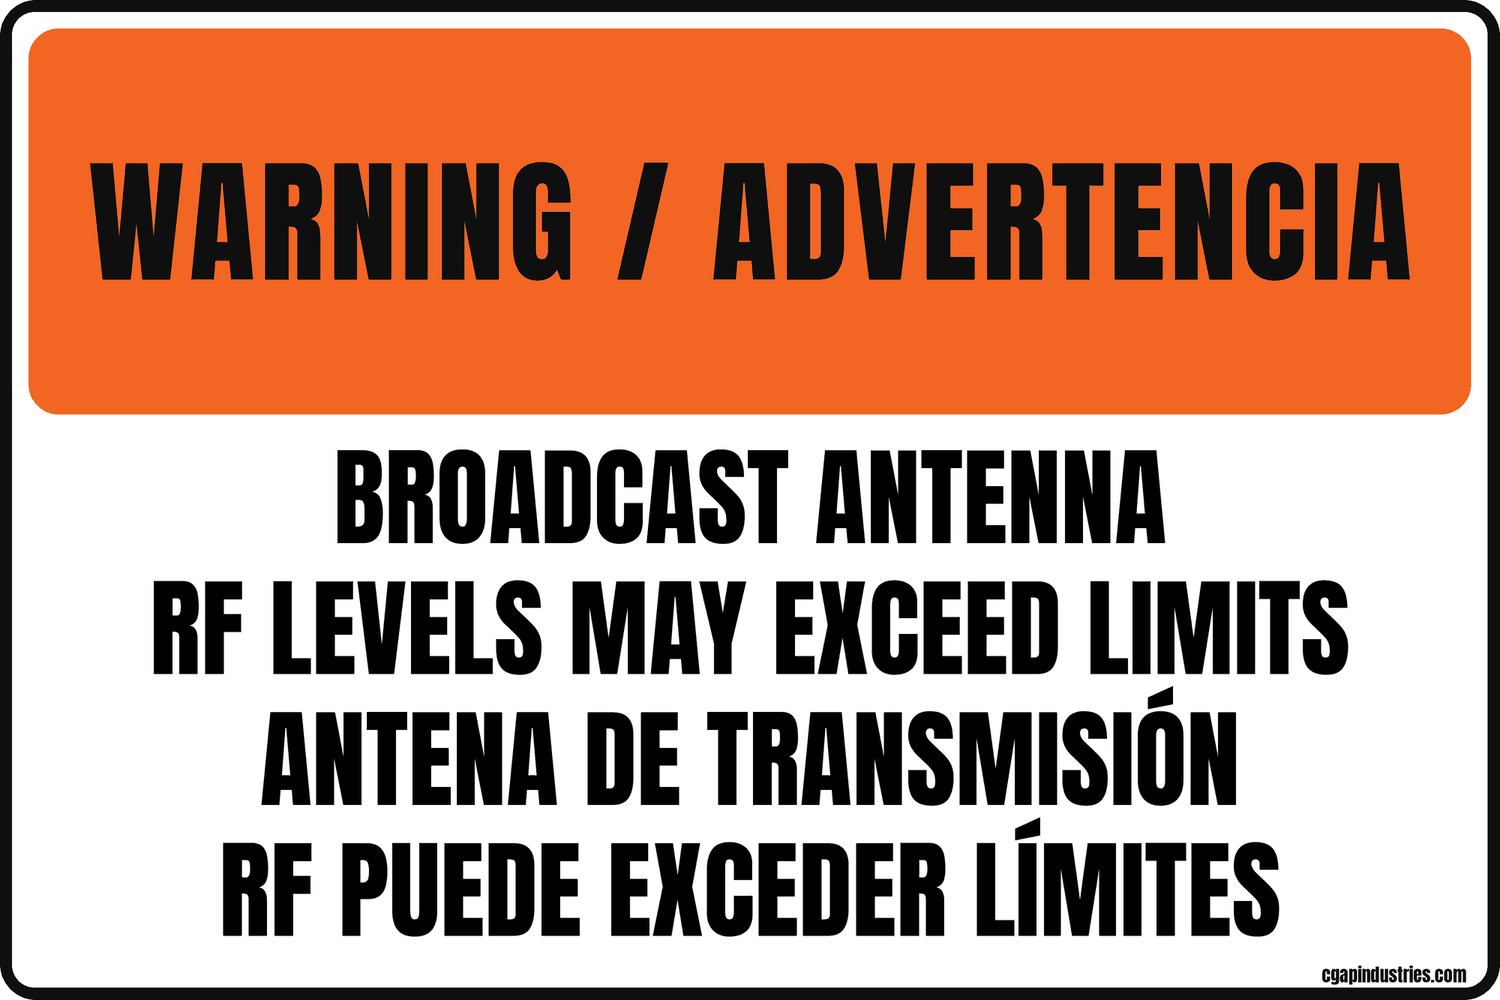 WARNING / ADVERTENCIA
BROADCAST ANTENNA
RF LEVELS MAY EXCEED LIMITS
ANTENA DE TRANSMISIÓN
RF PUEDE EXCEDER LÍMITES
cgapindustries.com